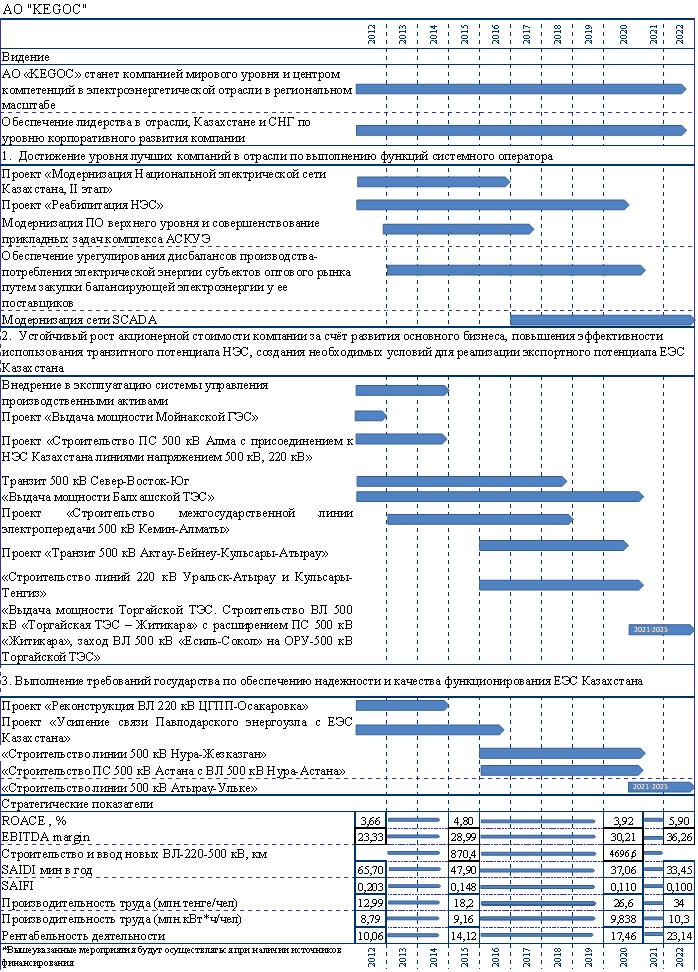 АО "KEGOC"
2012 2013 2014 2015 2016 2017 2018 2019 2020 2021 2022
Видение
АО «KEGOC» станет компанией мирового уровня и центром
компетенций в электроэнергетической отрасли в региональном
масштабе
Обеспечение лидерства в отрасли, Казахстане и СНГ по
уровню корпоративного развития компании
1. Достижение уровня лучших компаний в отрасли по выполнению функций системного оператора
Проект «Модернизация Национальной электрической сети
Казахстана, II этап»
Проект «Реабилитация НЭС»
Модернизация ПО верхнего уровня и совершенствование
прикладных задач комплекса АСКУЭ
Обеспечение урегулирования дисбалансов производства-
потребления электрической энергии субъектов оптового рынка
путем закупки балансирующей электроэнергии у ее
поставщиков
Модернизация сети SCADA
2. Устойчивый рост акционерной стоимости компании за счёт развития основного бизнеса, повышения эффективности
использования транзитного потенциала НЭС, создания необходимых условий для реализации экспортного потенциала ЕЭС
Казахстана
Внедрение в эксплуатацию системы управления
производственными активами
Проект «Выдача мощности Мойнакской ГЭС»
Проект «Строительство ПС 500 кВ Алма с присоединением к
НЭС Казахстана линиями напряжением 500 кВ, 220 кВ»
Транзит 500 кВ Север-Восток-Юг
«Выдача мощности Балхашской ТЭС»
Проект «Строительство межгосударственной линии
электропередачи 500 кВ Кемин-Алматы»
Проект «Транзит 500 кВ Актау-Бейнеу-Кульсары-Атырау»
«Строительство линий 220 кВ Уральск-Атырау и Кульсары-
Тенгиз»
«Выдача мощности Торгайской ТЭС. Строительство ВЛ 500
кВ «Торгайская ТЭС – Житикара» с расширением ПС 500 кВ
«Житикара», заход ВЛ 500 кВ «Есиль-Сокол» на ОРУ-500 кВ
Торгайской ТЭС»
2021-2025
3. Выполнение требований государства по обеспечению надежности и качества функционирования ЕЭС Казахстана
Проект «Реконструкция ВЛ 220 кВ ЦГПП-Осакаровка»
Проект «Усиление связи Павлодарского энергоузла с ЕЭС
Казахстана»
«Строительство линии 500 кВ Нура-Жезказган»
«Строительство ПС 500 кВ Астана с ВЛ 500 кВ Нура-Астана»
«Строительство линии 500 кВ Атырау-Ульке» 2021-2025
Стратегические показатели
ROACE , % 3,66 4,80 3,92 5,90
EBITDA margin 23,33 28,99 30,21 36,26
Строительство и ввод новых ВЛ-220-500 кВ, км 870,4 4696,6
SAIDI мин в год 65,70 47,90 37,06 33,45
SAIFI 0,203 0,148 0,110 0,100
Производительность труда (млн.тенге/чел) 12,99 18,2 26,6 34
Производительность труда (млн.кВт*ч/чел) 8,79 9,16 9,838 10,3
Рентабельность деятельности 10,06 14,12 17,46 23,14
*Вышеуказанные мероприятия будут осуществляться при наличии источников
финансирования
2012 2013 2014 2015 2016 2017 2018 2019 2020 2021 2022